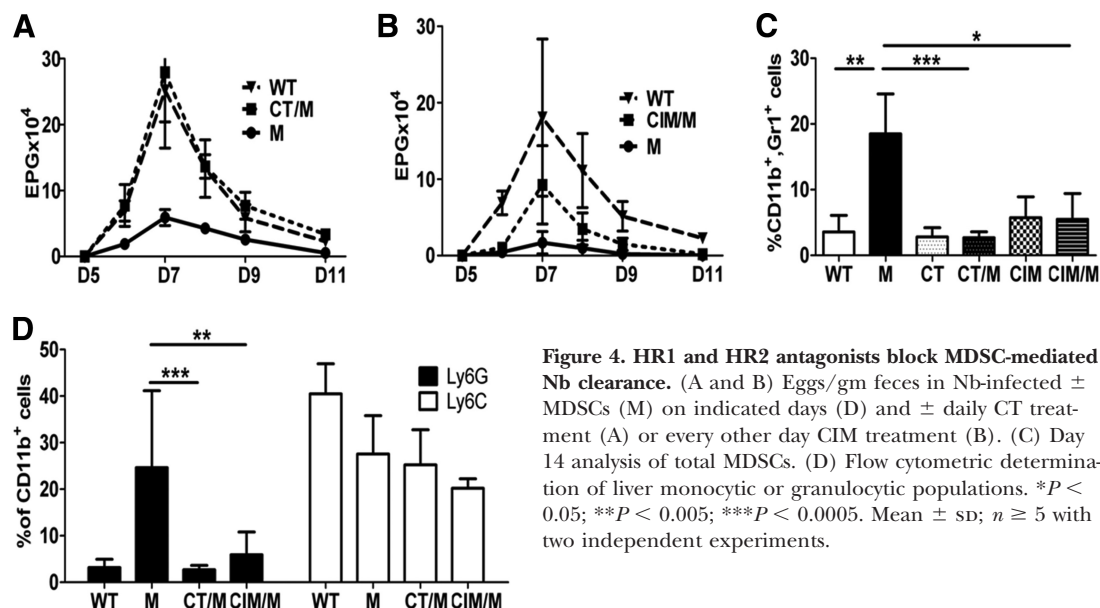 A
EPGx10⁴
30
20
10
0
D5 D7 D9 D11
WT
CT/M
M
B
EPGx10⁴
30
20
10
0
D5 D7 D9 D11
WT
CIM/M
M
C
%CD11b⁺,Gr1⁺ cells
30
20
10
0
** *** *
WT M CT CT/M CIM CIM/M
D
%of CD11b⁺ cells
50
40
30
20
10
0
**
***
Ly6G
Ly6C
WT M CT/M CIM/M WT M CT/M CIM/M
Figure 4. HR1 and HR2 antagonists block MDSC-mediated
Nb clearance. (A and B) Eggs/gm feces in Nb-infected ±
MDSCs (M) on indicated days (D) and ± daily CT treat-
ment (A) or every other day CIM treatment (B). (C) Day
14 analysis of total MDSCs. (D) Flow cytometric determina-
tion of liver monocytic or granulocytic populations. *P <
0.05; **P < 0.005; ***P < 0.0005. Mean ± SD; n ≥ 5 with
two independent experiments.